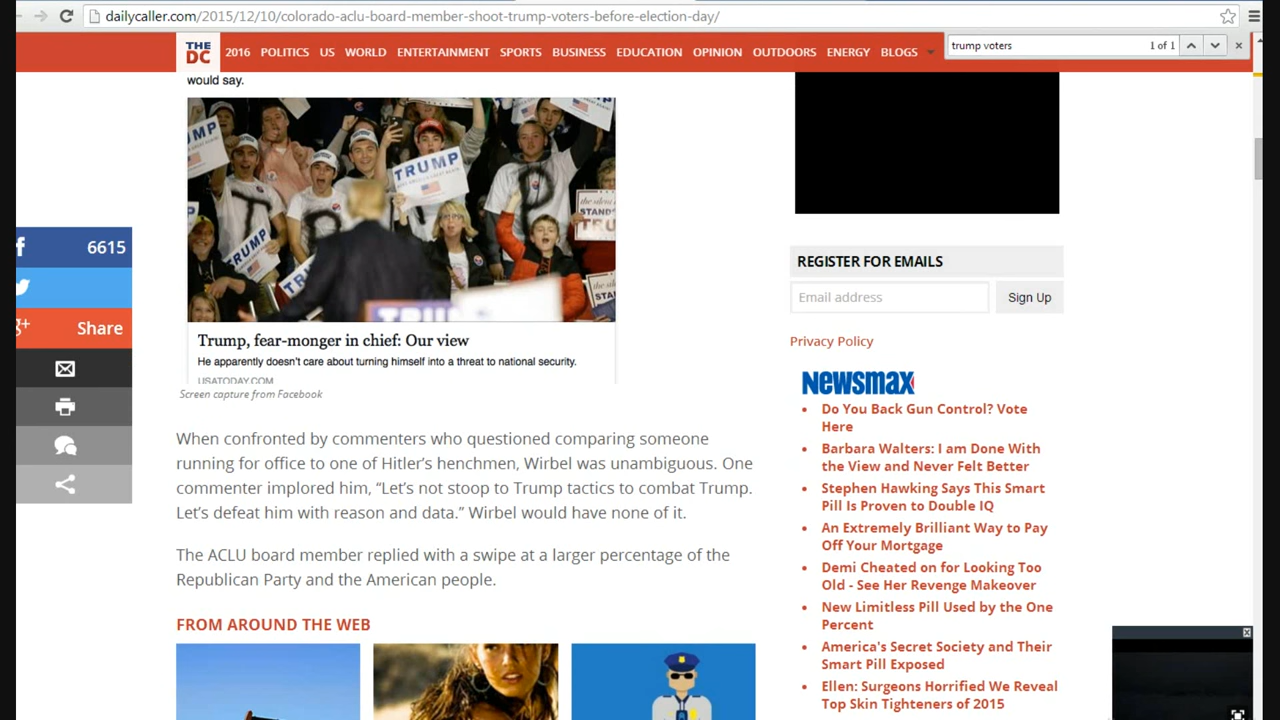 dailycaller.com/2015/12/10/colorado-aclu-board-member-shoot-trump-voters-before-election-day/
THE DC
2016 POLITICS US WORLD ENTERTAINMENT SPORTS BUSINESS EDUCATION OPINION OUTDOORS ENERGY BLOGS
trump voters 1 of 1
would say.
TRUMP
TRUMP
TRUMP
STAND
Trump, fear-monger in chief: Our view
He apparently doesn't care about turning himself into a threat to national security.
USATODAY.COM
Screen capture from Facebook
f 6615
g+ Share
When confronted by commenters who questioned comparing someone
running for office to one of Hitler's henchmen, Wirbel was unambiguous. One
commenter implored him, “Let's not stoop to Trump tactics to combat Trump.
Let's defeat him with reason and data.” Wirbel would have none of it.
The ACLU board member replied with a swipe at a larger percentage of the
Republican Party and the American people.
FROM AROUND THE WEB
REGISTER FOR EMAILS
Email address Sign Up
Privacy Policy
Newsmax
• Do You Back Gun Control? Vote
Here
• Barbara Walters: I am Done With
the View and Never Felt Better
• Stephen Hawking Says This Smart
Pill Is Proven to Double IQ
• An Extremely Brilliant Way to Pay
Off Your Mortgage
• Demi Cheated on for Looking Too
Old - See Her Revenge Makeover
• New Limitless Pill Used by the One
Percent
• America's Secret Society and Their
Smart Pill Exposed
• Ellen: Surgeons Horrified We Reveal
Top Skin Tighteners of 2015